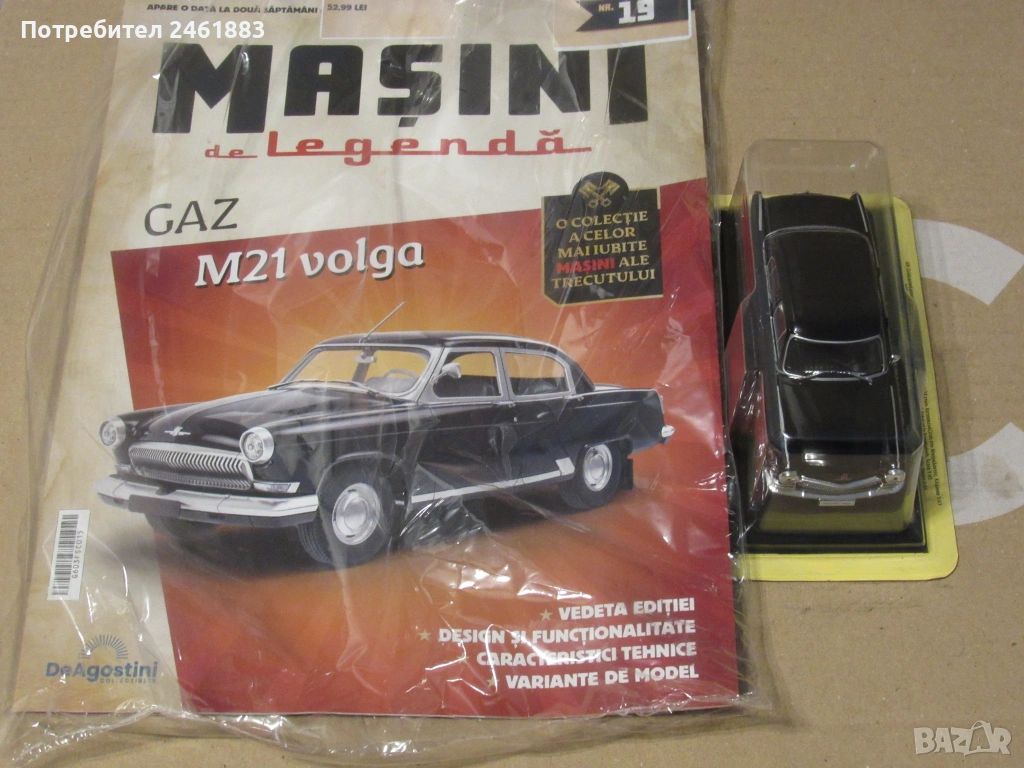 Потребител 2461883
APARE O DATĂ LA DOUĂ SĂPTĂMÂNI
52,99 LEI
NR. 19
MAȘINI
de legendă
GAZ
M21 volga
O COLECȚIE
A CELOR
MAI IUBITE
MAȘINI ALE
TRECUTULUI
VEDETA EDIȚIEI
DESIGN ȘI FUNCȚIONALITATE
CARACTERISTICI TEHNICE
VARIANTE DE MODEL
DeAgostini
BAZAR